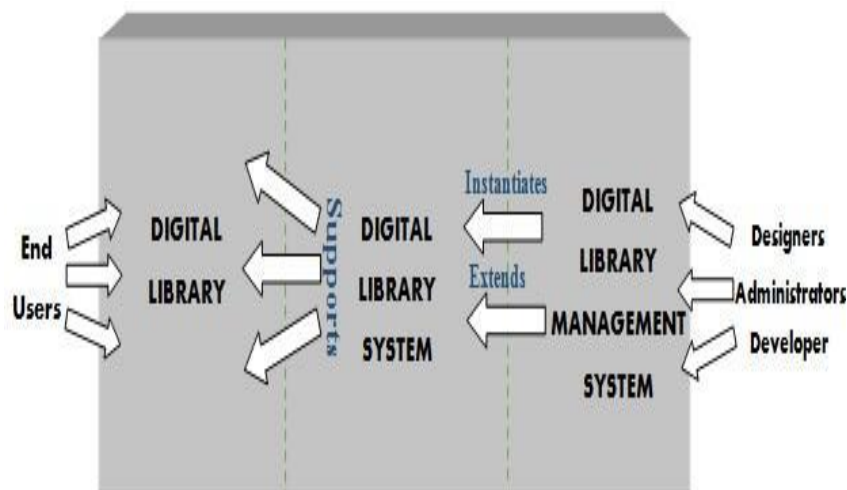 End
Users
DIGITAL
LIBRARY
Supports
DIGITAL
LIBRARY
SYSTEM
Instantiates
Extends
DIGITAL
LIBRARY
MANAGEMENT
SYSTEM
Designers
Administrators
Developer